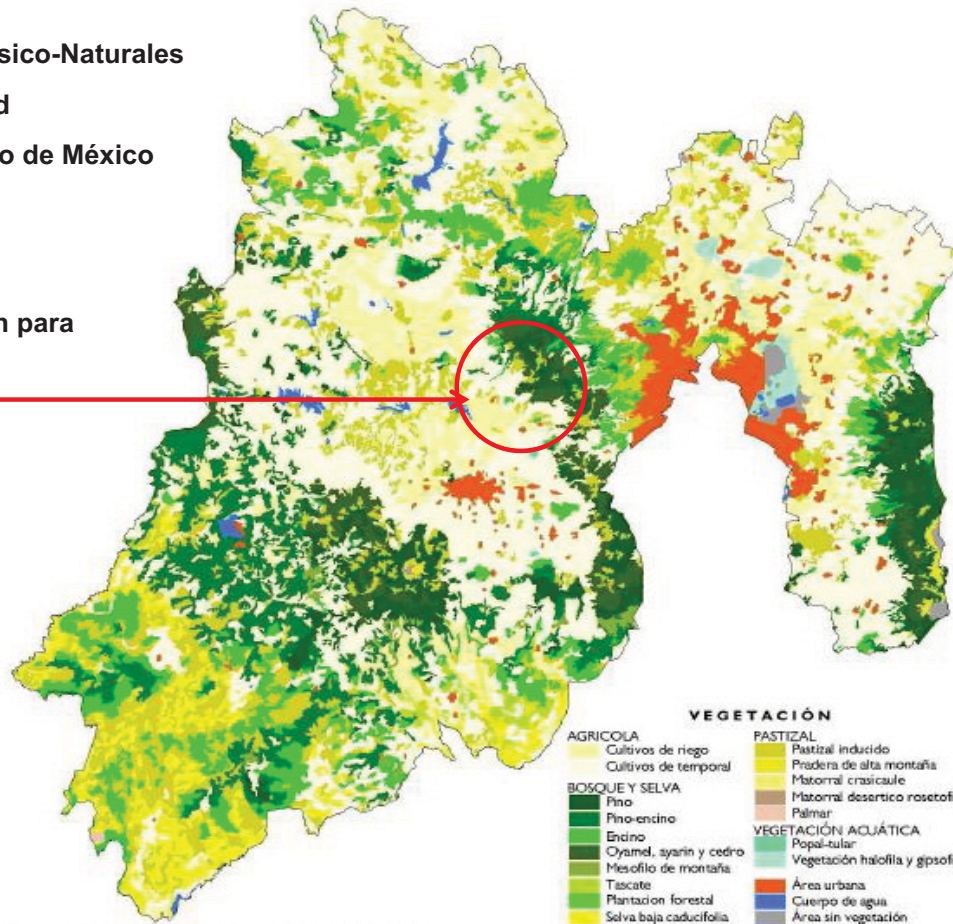 sico-Naturales
d
o de México
n para
VEGETACIÓN
AGRICOLA
Cultivos de riego
Cultivos de temporal
BOSQUE Y SELVA
Pino
Pino-encino
Encino
Oyamel, ayarin y cedro
Mesofilo de montaña
Tascate
Plantacion forestal
Selva baja caducifolia
PASTIZAL
Pastizal inducido
Pradera de alta montaña
Matorral crasicaule
Matorral desertico rosetofi
Palmar
VEGETACIÓN ACUÁTICA
Popal-tular
Vegetación halofila y gipsofi
Área urbana
Cuerpo de agua
Área sin vegetación